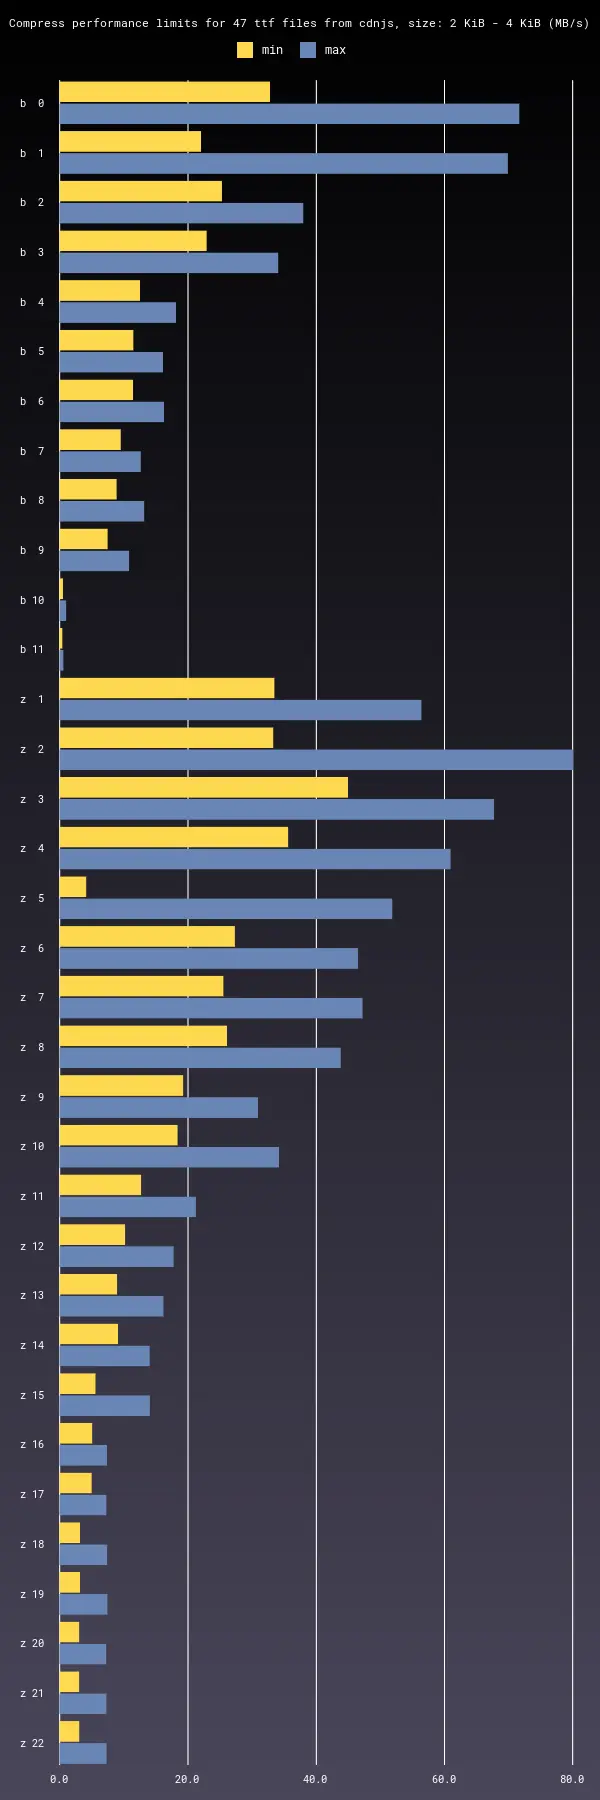 Compress performance limits for 47 ttf files from cdnjs, size: 2 KiB - 4 KiB (MB/s)
min max
b 0
b 1
b 2
b 3
b 4
b 5
b 6
b 7
b 8
b 9
b 10
b 11
z 1
z 2
z 3
z 4
z 5
z 6
z 7
z 8
z 9
z 10
z 11
z 12
z 13
z 14
z 15
z 16
z 17
z 18
z 19
z 20
z 21
z 22
0.0 20.0 40.0 60.0 80.0